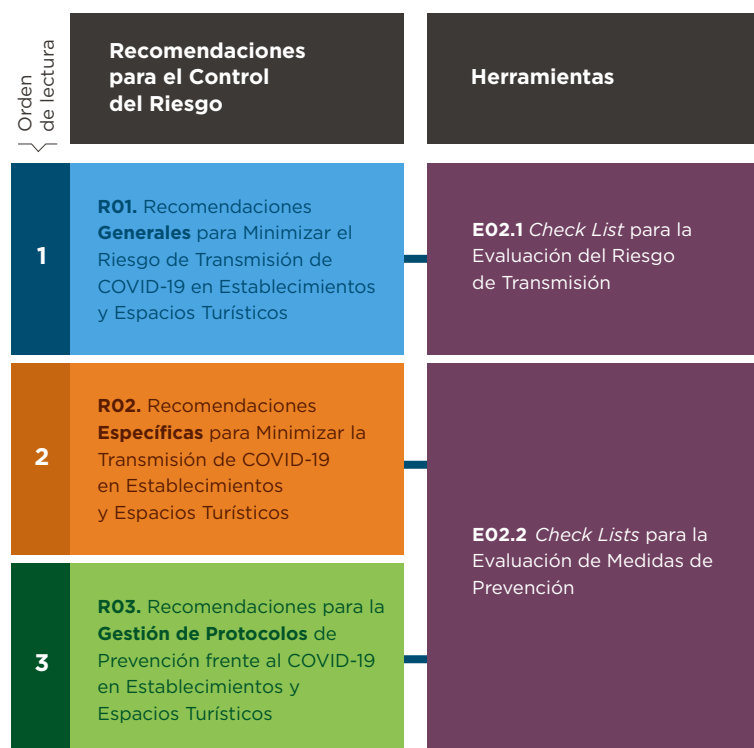 Orden
de lectura
Recomendaciones
para el Control
del Riesgo
Herramientas
1
R01. Recomendaciones
Generales para Minimizar el
Riesgo de Transmisión de
COVID-19 en Establecimientos
y Espacios Turísticos
E02.1 Check List para la
Evaluación del Riesgo
de Transmisión
2
R02. Recomendaciones
Específicas para Minimizar la
Transmisión de COVID-19
en Establecimientos
y Espacios Turísticos
E02.2 Check Lists para la
Evaluación de Medidas de
Prevención
3
R03. Recomendaciones para la
Gestión de Protocolos de
Prevención frente al COVID-19
en Establecimientos y
Espacios Turísticos